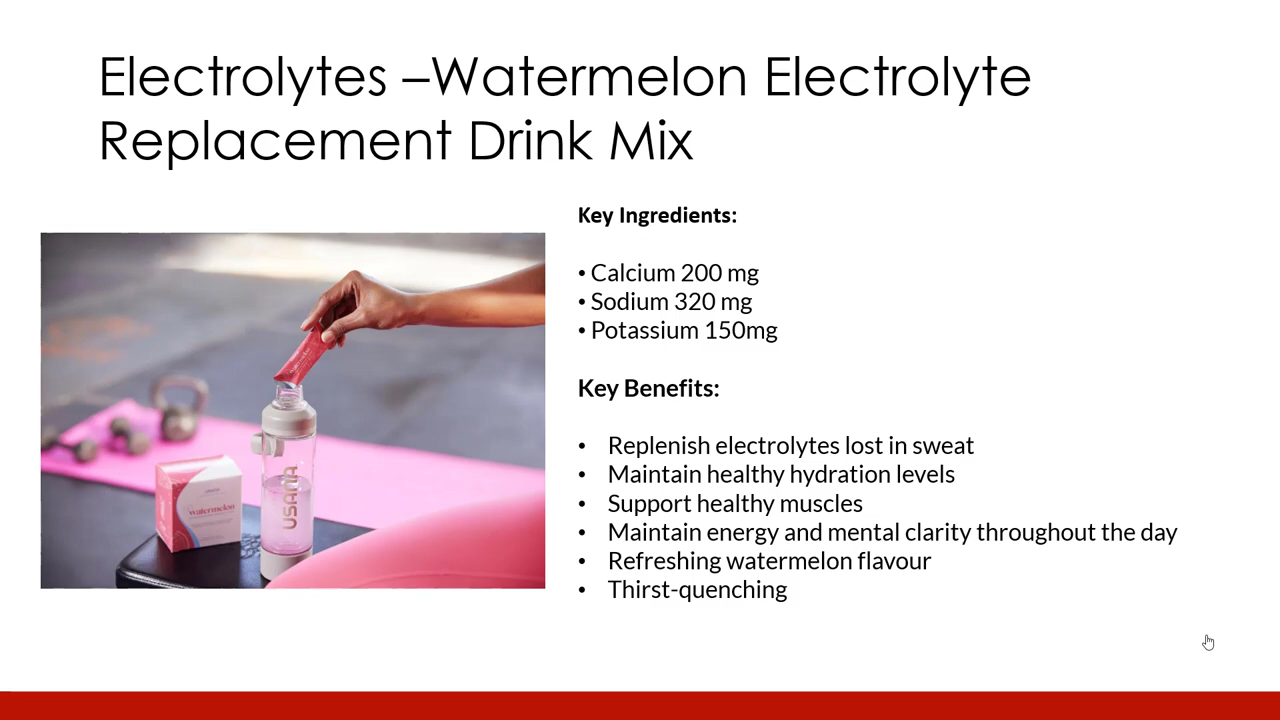 Electrolytes –Watermelon Electrolyte
Replacement Drink Mix
Key Ingredients:
• Calcium 200 mg
• Sodium 320 mg
• Potassium 150mg
Key Benefits:
• Replenish electrolytes lost in sweat
• Maintain healthy hydration levels
• Support healthy muscles
• Maintain energy and mental clarity throughout the day
• Refreshing watermelon flavour
• Thirst-quenching
USANA
watermelon